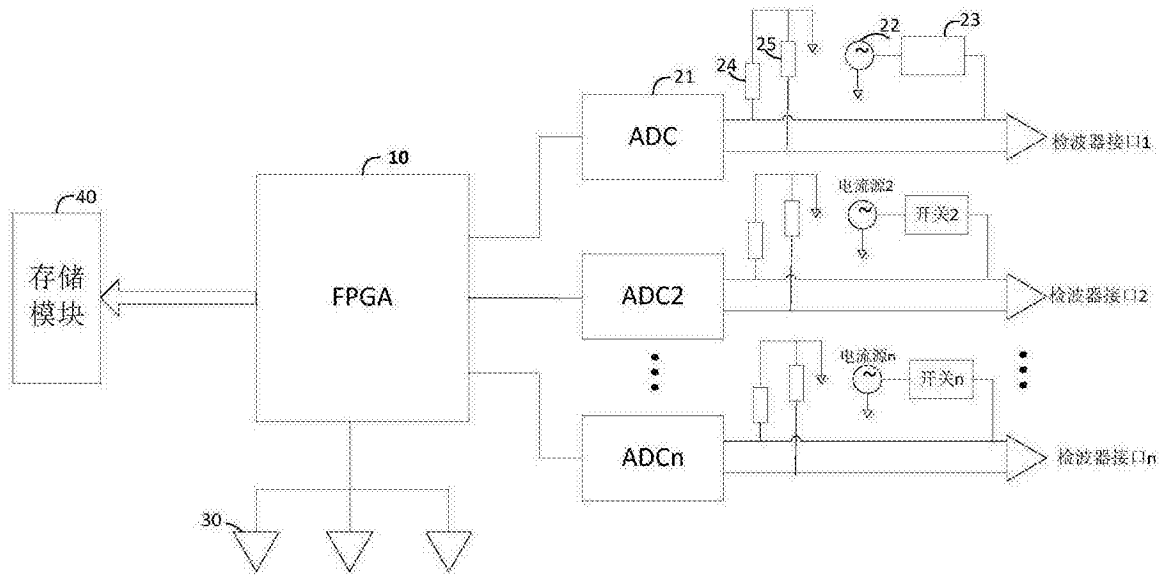 22
23
24
25
21
ADC
检波器接口1
10
40
存储
模块
FPGA
电流源2
开关2
ADC2
检波器接口2
电流源n
开关n
ADCn
检波器接口n
30